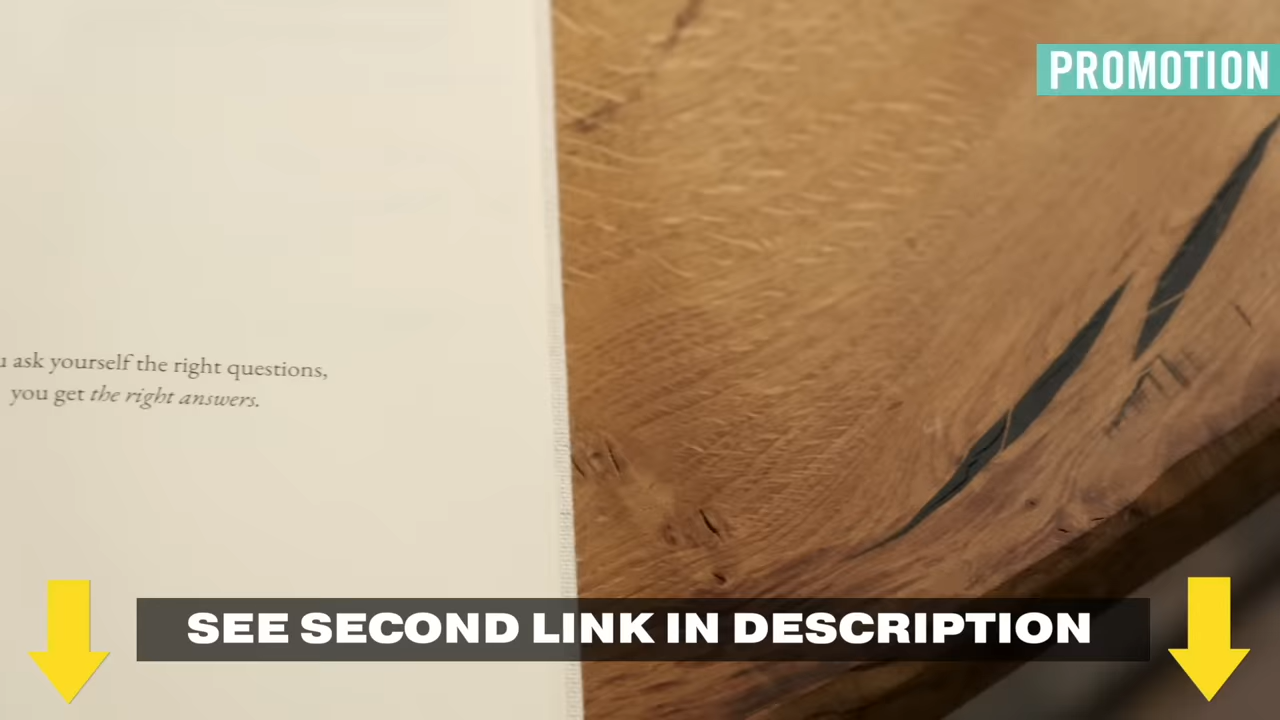 PROMOTION
ask yourself the right questions,
you get the right answers.
SEE SECOND LINK IN DESCRIPTION